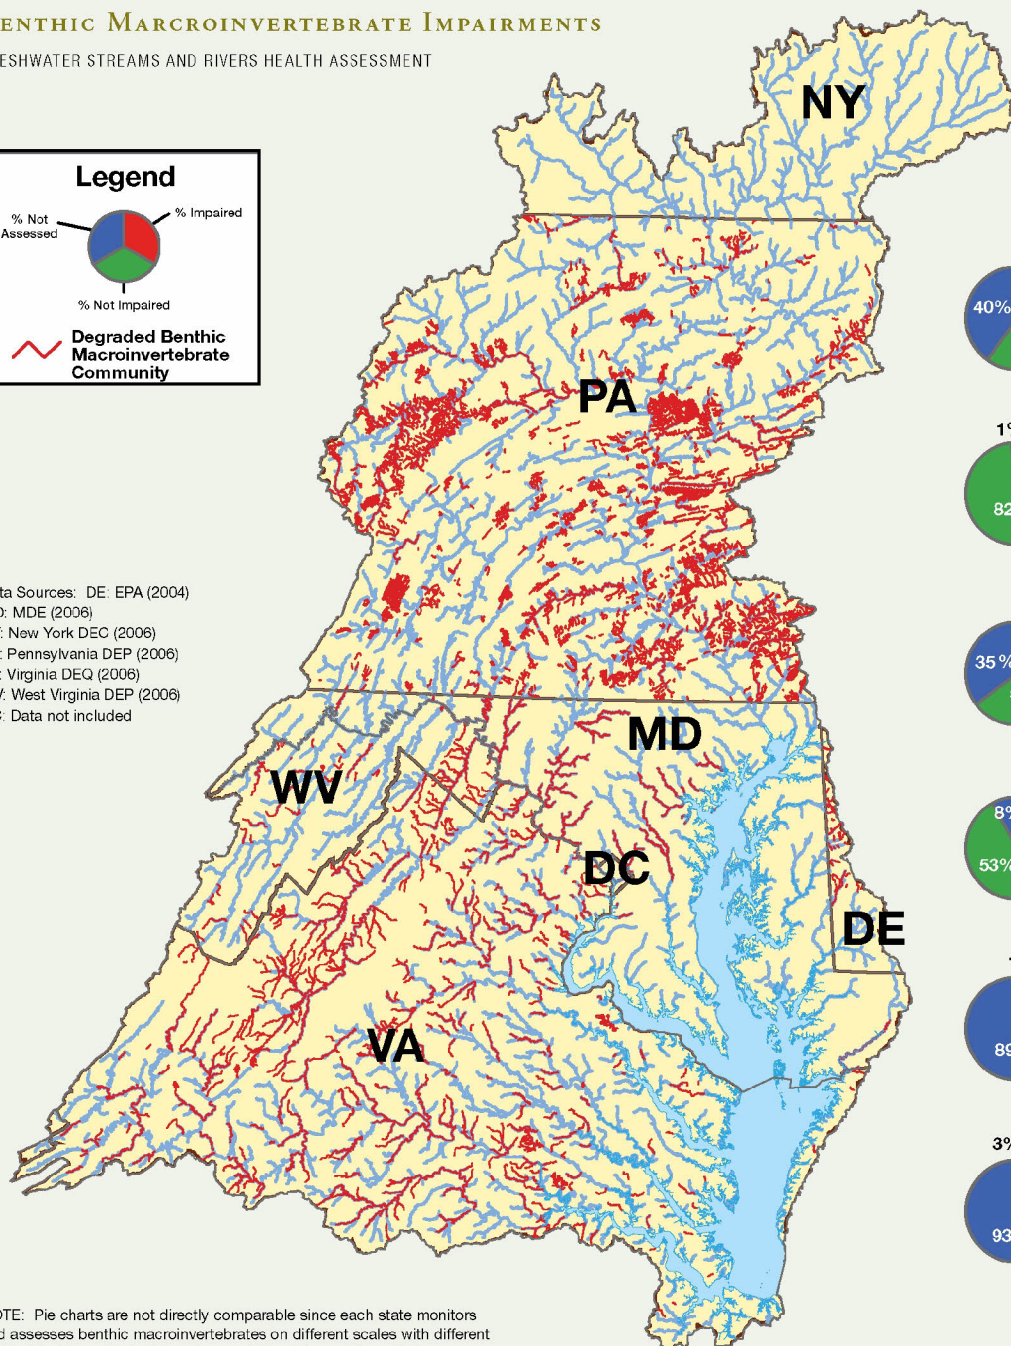 ENTHIC MARCROINVERTEBRATE IMPAIRMENTS
ESHWATER STREAMS AND RIVERS HEALTH ASSESSMENT
Legend
% Not
Assessed
% Impaired
% Not Impaired
Degraded Benthic
Macroinvertebrate
Community
NY
PA
MD
WV
DC
DE
VA
40%
1%
82
35%
8%
53%
89
3%
93
ta Sources: DE: EPA (2004)
D: MDE (2006)
: New York DEC (2006)
: Pennsylvania DEP (2006)
: Virginia DEQ (2006)
V: West Virginia DEP (2006)
C: Data not included
OTE: Pie charts are not directly comparable since each state monitors
d assesses benthic macroinvertebrates on different scales with different